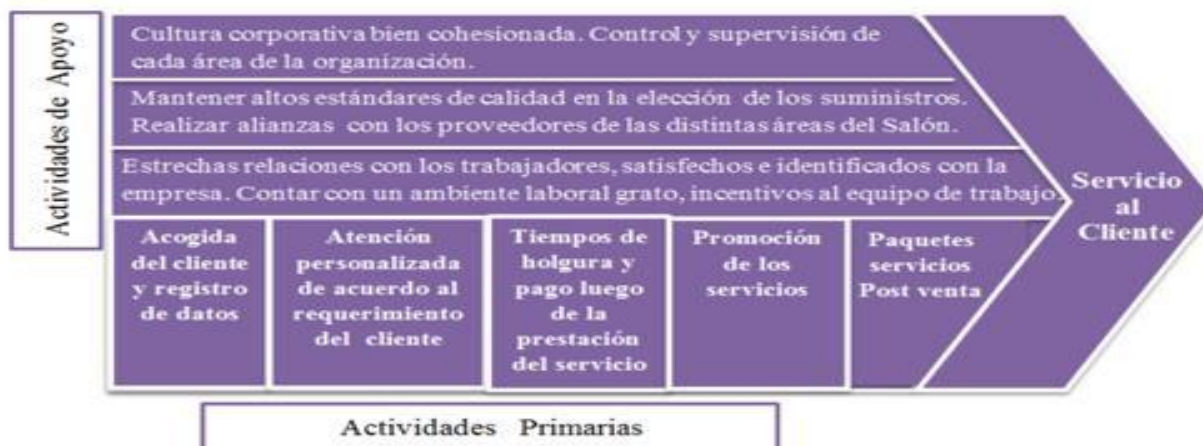 Actividades de Apoyo
Cultura corporativa bien cohesionada. Control y supervisión de
cada área de la organización.
Mantener altos estándares de calidad en la elección de los suministros.
Realizar alianzas con los proveedores de las distintas áreas del Salón.
Estrechas relaciones con los trabajadores, satisfechos e identificados con la
empresa. Contar con un ambiente laboral grato, incentivos al equipo de trabajo.
Acogida
del cliente
y registro
de datos
Atención
personalizada
de acuerdo al
requerimiento
del cliente
Tiempos de
holgura y
pago luego
de la
prestación
del servicio
Promoción
de los
servicios
Paquetes
servicios
Post venta
Servicio
al
Cliente
Actividades Primarias